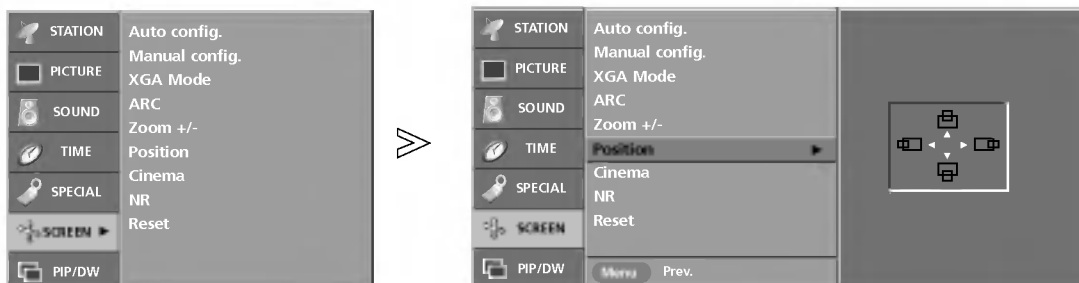 STATION
PICTURE
SOUND
TIME
SPECIAL
SCREEN
PIP/DW
Auto config.
Manual config.
XGA Mode
ARC
Zoom +/-
Position
Cinema
NR
Reset
STATION
PICTURE
SOUND
TIME
SPECIAL
SCREEN
PIP/DW
Auto config.
Manual config.
XGA Mode
ARC
Zoom +/-
Position
Cinema
NR
Reset
Menu Prev.